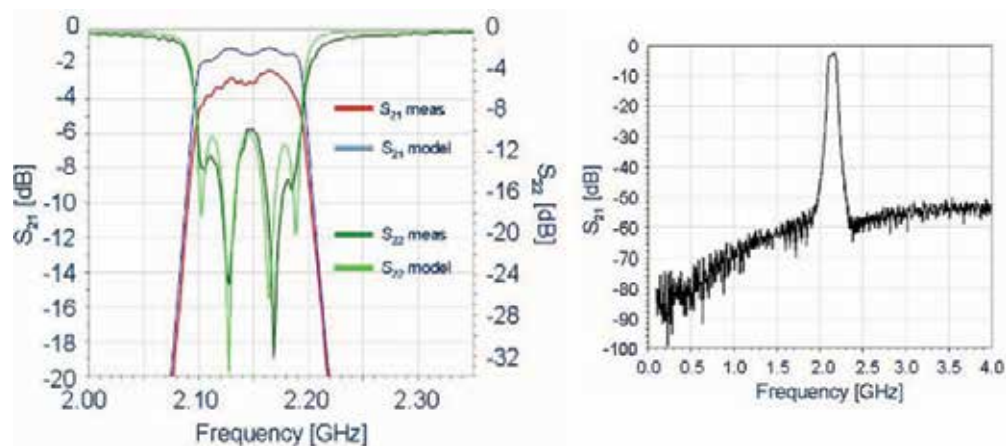 0
-2
-4
-6
-8
-10
-12
-14
-16
-18
-20
S21 [dB]
0
-4
-8
-12
-16
-20
-24
-28
-32
S22 [dB]
S21 meas
S21 model
S22 meas
S22 model
2.00 2.10 2.20 2.30
Frequency [GHz]
0
-10
-20
-30
-40
-50
-60
-70
-80
-90
-100
S21 [dB]
0.0 0.5 1.0 1.5 2.0 2.5 3.0 3.5 4.0
Frequency [GHz]